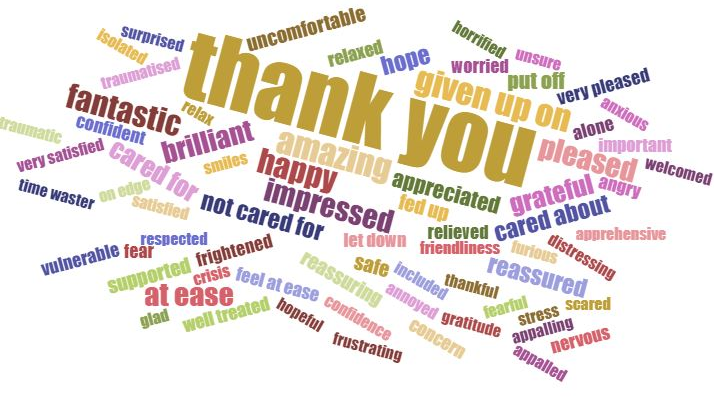 uncomfortable
surprised
isolated
horrified
relaxed
hope
unsure
worried
thank you
traumatised
put off
very pleased
given up on
fantastic
relax
anxious
traumatic
confident
alone
brilliant
important
amazing
pleased
very satisfied
cared for
smiles
welcomed
happy
appreciated
grateful
angry
time waster
on edge
impressed
satisfied
fed up
cared about
not cared for
relieved
apprehensive
respected
let down
friendliness
furious
distressing
vulnerable
fear
frightened
reassuring
safe
included
reassured
supported
crisis
feel at ease
thankful
at ease
annoyed
fearful
scared
glad
well treated
hopeful
confidence
gratitude
stress
appalling
concern
nervous
frustrating
appalled